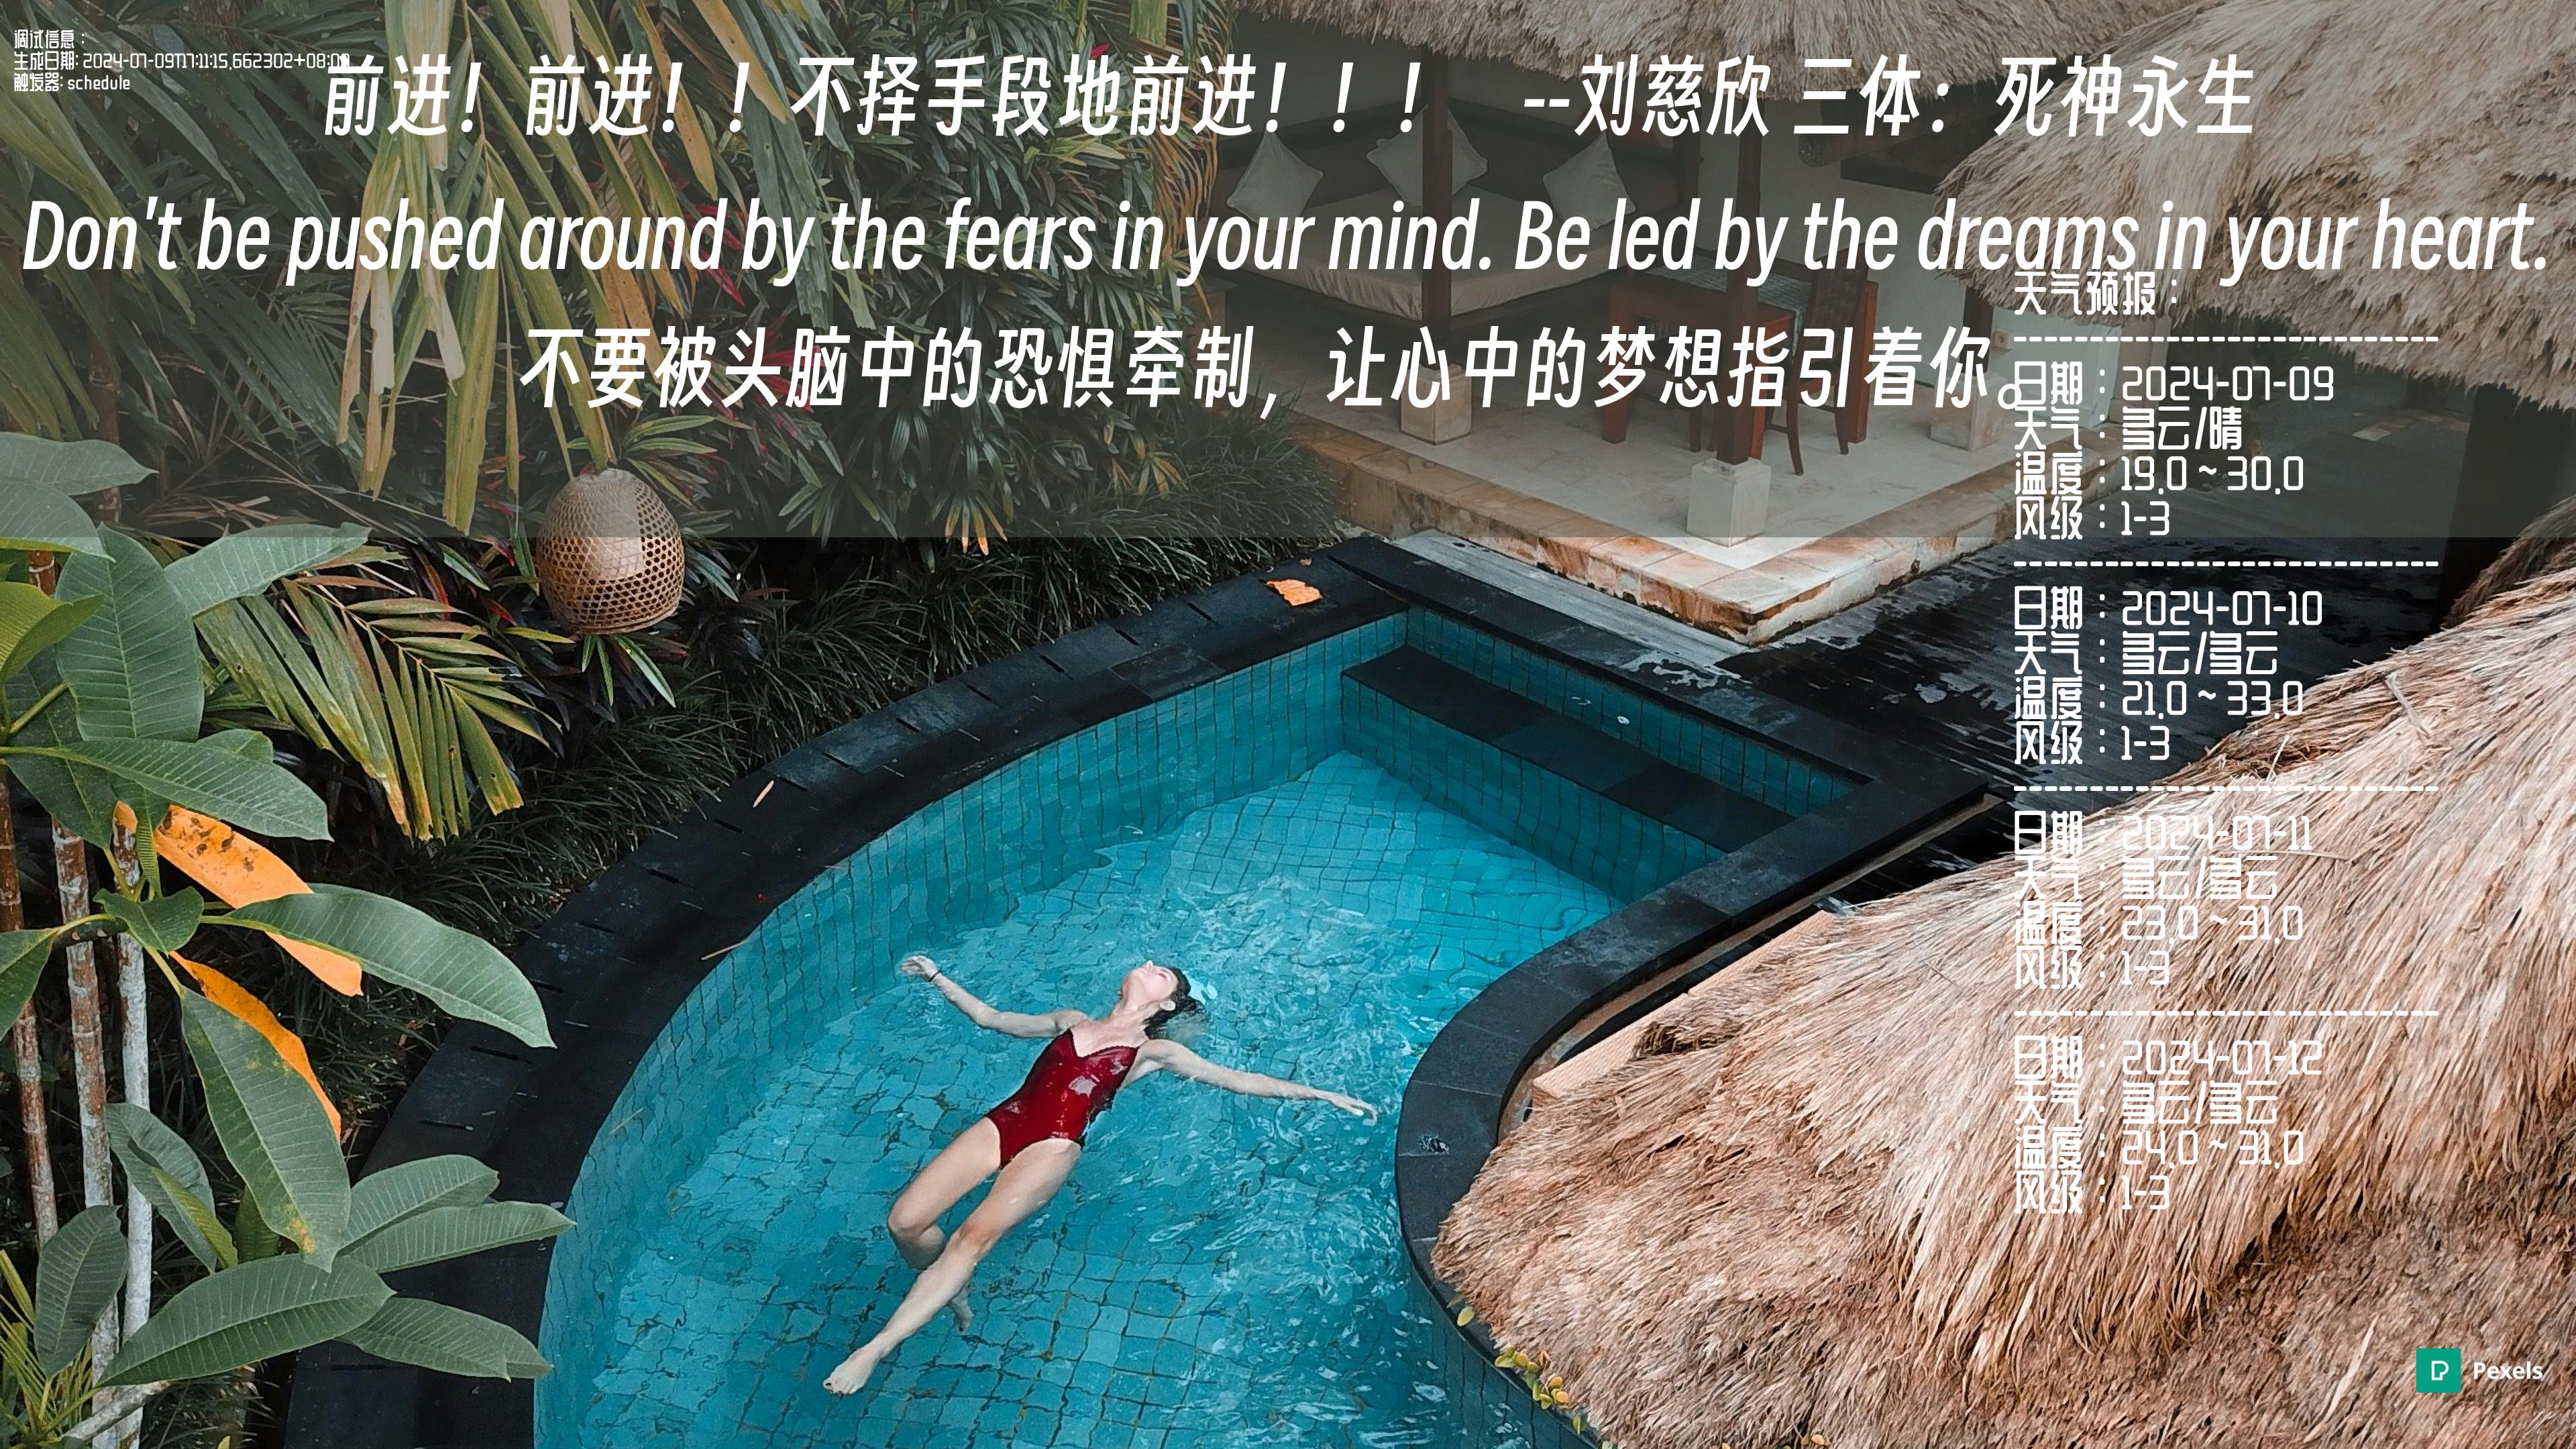 调试信息：
生成日期: 2024-07-09T17:11:15.662302+08:00
触发器: schedule
前进！前进！！不择手段地前进！！！ --刘慈欣 三体：死神永生
Don't be pushed around by the fears in your mind. Be led by the dreams in your heart.
不要被头脑中的恐惧牵制，让心中的梦想指引着你。
天气预报：
------------------------------
日期：2024-07-09
天气：多云/晴
温度：19.0 ~ 30.0
风级：1-3
------------------------------
日期：2024-07-10
天气：多云/多云
温度：21.0 ~ 33.0
风级：1-3
------------------------------
日期：2024-07-11
天气：多云/多云
温度：23.0 ~ 31.0
风级：1-3
------------------------------
日期：2024-07-12
天气：多云/多云
温度：24.0 ~ 31.0
风级：1-3
Pexels